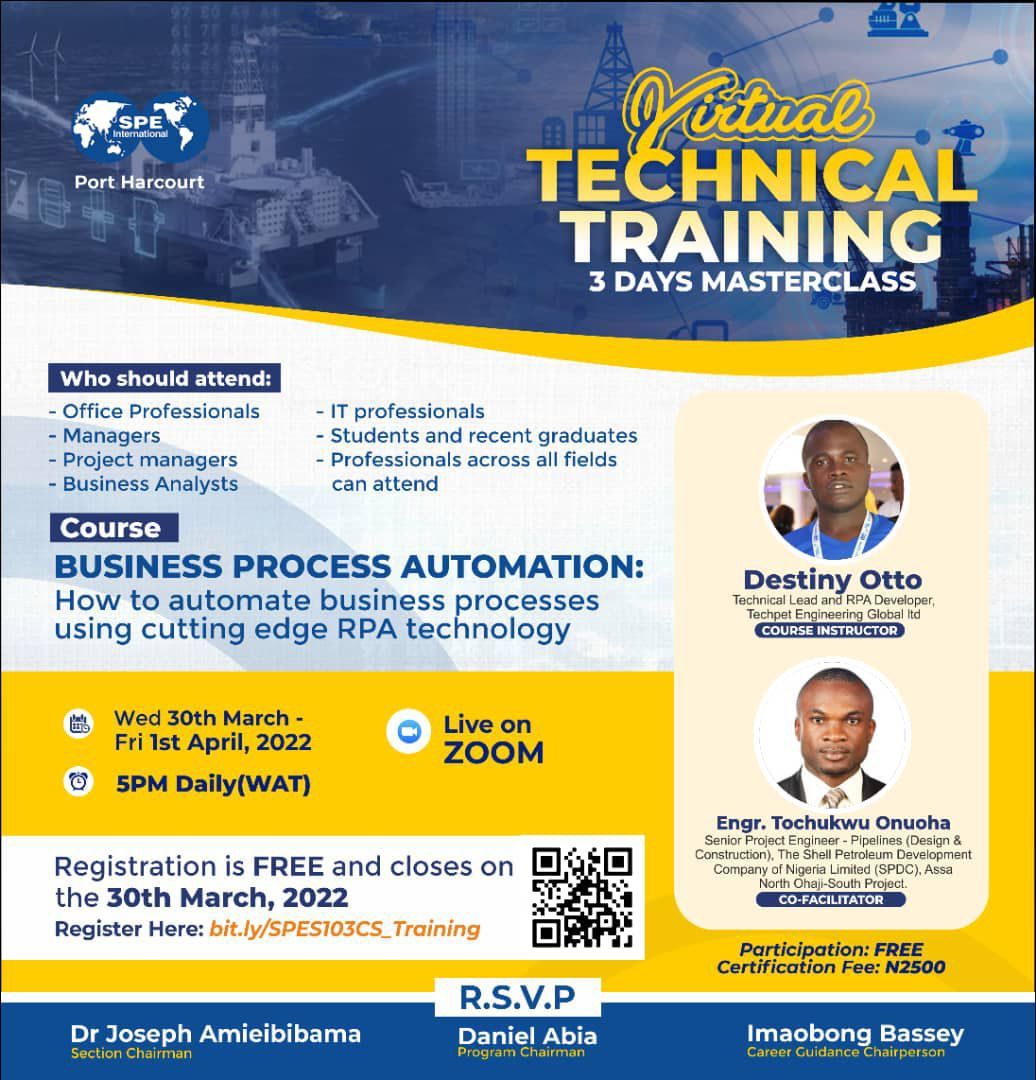 SPE
International
Port Harcourt
Virtual
TECHNICAL
TRAINING
3 DAYS MASTERCLASS
Who should attend:
- Office Professionals
- Managers
- Project managers
- Business Analysts
- IT professionals
- Students and recent graduates
- Professionals across all fields
can attend
Course
BUSINESS PROCESS AUTOMATION:
How to automate business processes
using cutting edge RPA technology
Destiny Otto
Technical Lead and RPA Developer,
Techpet Engineering Global ltd
COURSE INSTRUCTOR
Engr. Tochukwu Onuoha
Senior Project Engineer - Pipelines (Design &
Construction), The Shell Petroleum Development
Company of Nigeria Limited (SPDC), Assa
North Ohaji-South Project.
CO-FACILITATOR
Wed 30th March -
Fri 1st April, 2022
5PM Daily(WAT)
Live on
ZOOM
Registration is FREE and closes on
the 30th March, 2022
Register Here: bit.ly/SPES103CS_Training
Participation: FREE
Certification Fee: N2500
R.S.V.P
Dr Joseph Amieibibama
Section Chairman
Daniel Abia
Program Chairman
Imaobong Bassey
Career Guidance Chairperson